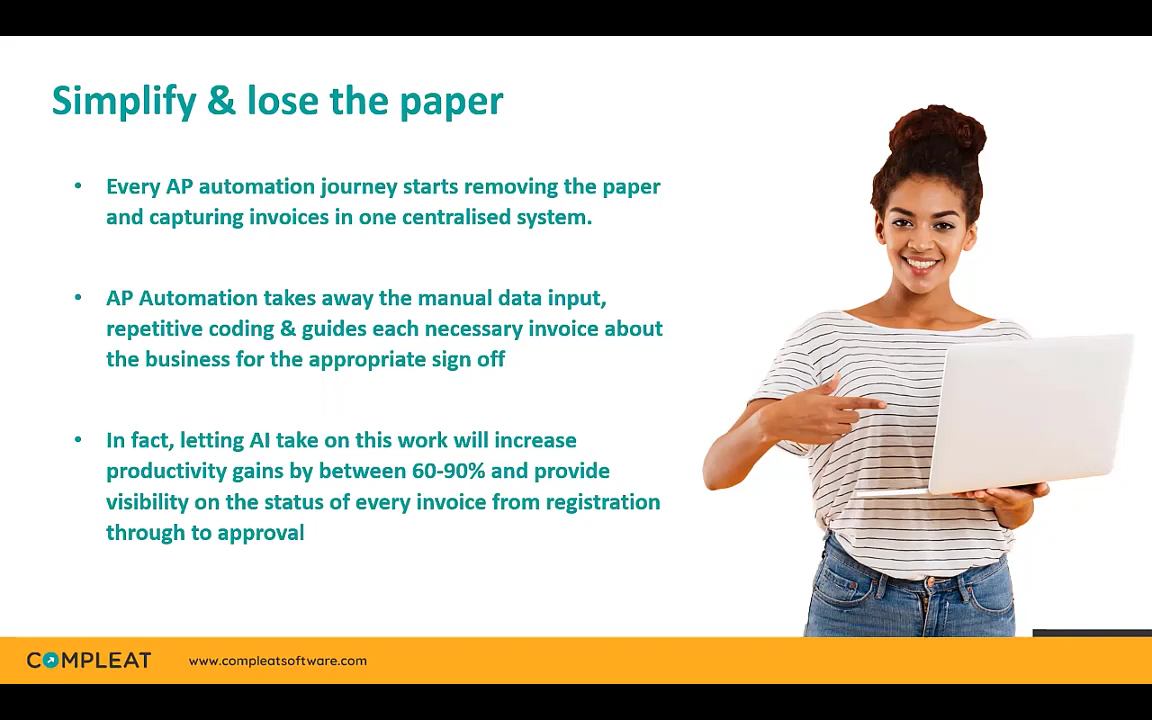 Simplify & lose the paper
• Every AP automation journey starts removing the paper
and capturing invoices in one centralised system.
• AP Automation takes away the manual data input,
repetitive coding & guides each necessary invoice about
the business for the appropriate sign off
• In fact, letting AI take on this work will increase
productivity gains by between 60-90% and provide
visibility on the status of every invoice from registration
through to approval
COMPLEAT www.compleatsoftware.com